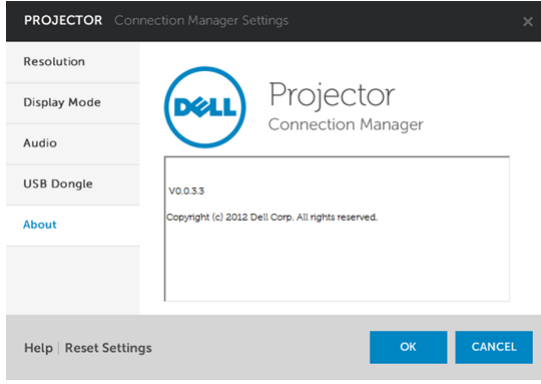 PROJECTOR Connection Manager Settings ×
Resolution
Display Mode
Audio
USB Dongle
About
DELL
Projector
Connection Manager
V0.0.3.3
Copyright (c) 2012 Dell Corp. All rights reserved.
Help | Reset Settings
OK
CANCEL